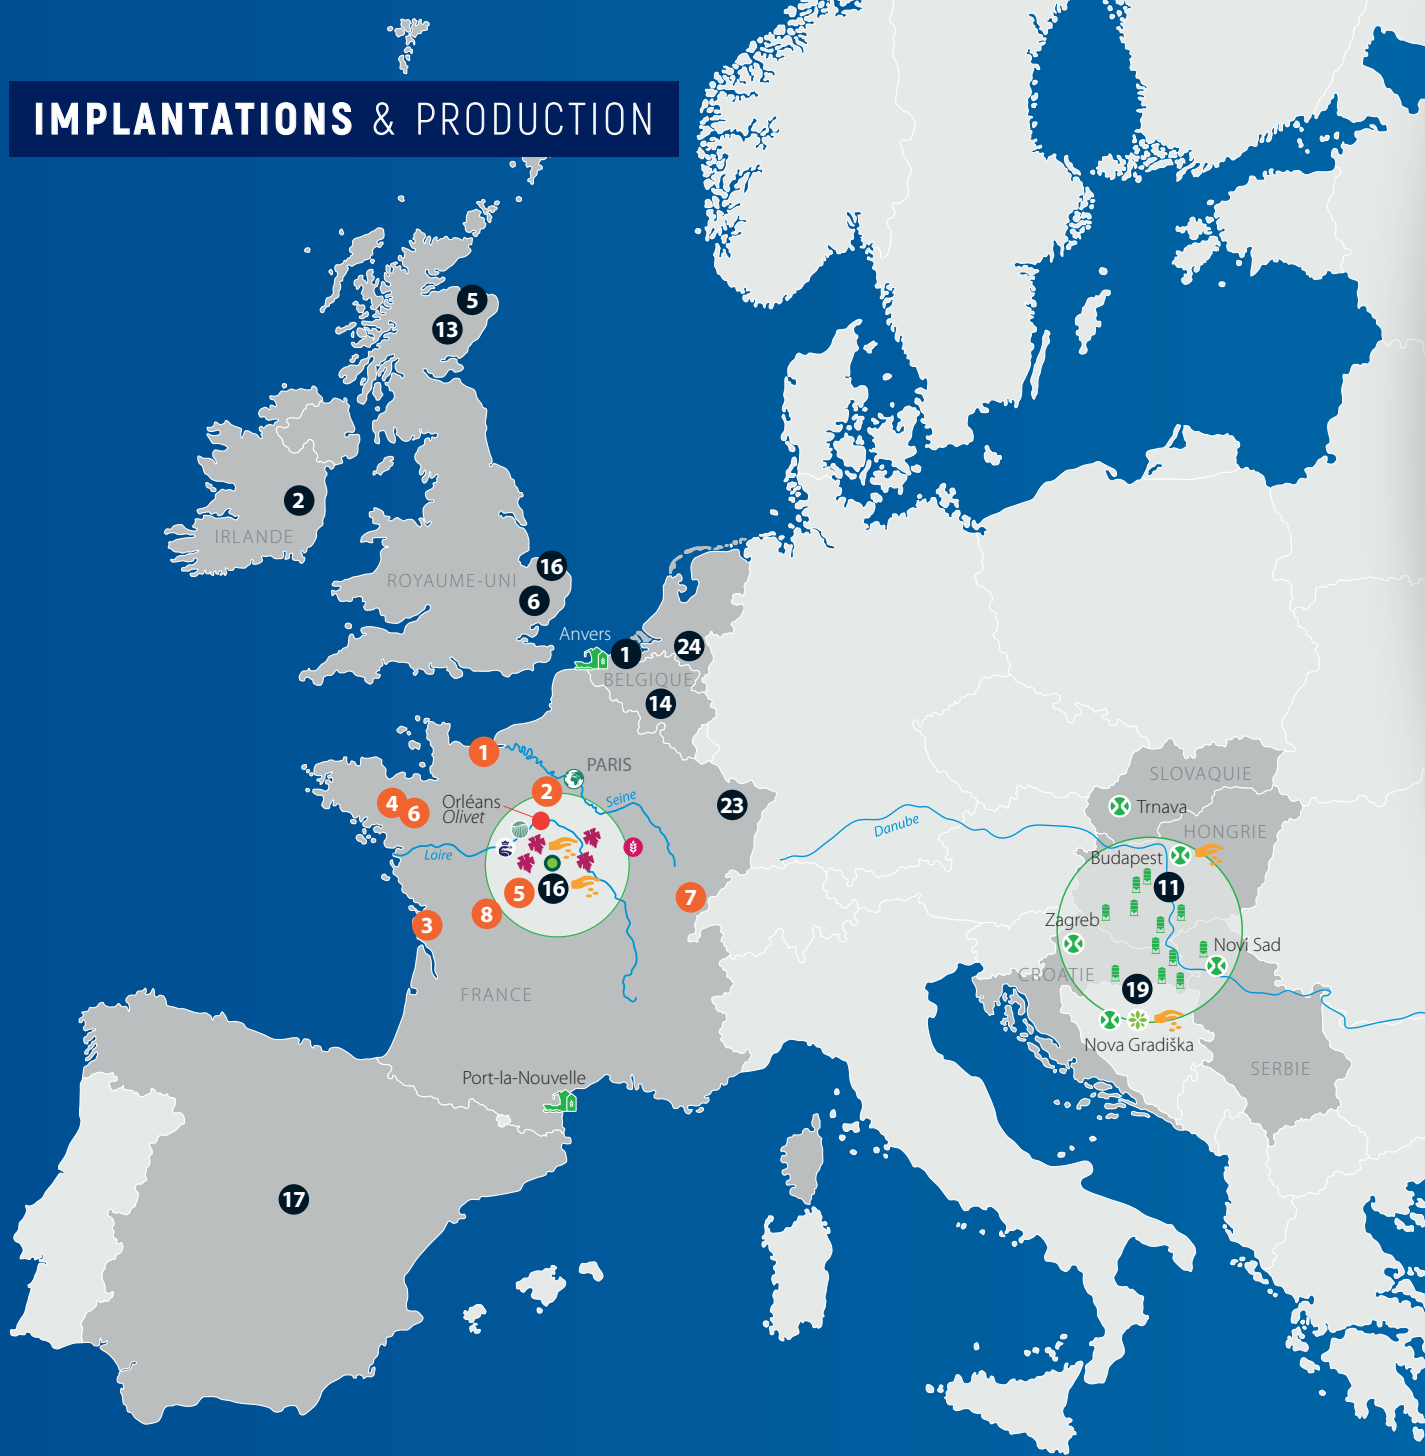 IMPLANTATIONS & PRODUCTION
5
13
2
IRLANDE
16
ROYAUME-UNI
6
Anvers
1
24
BELGIQUE
14
1
PARIS
2
Seine
4
6
Orléans
Olivet
23
Loire
5
16
7
8
3
FRANCE
Port-la-Nouvelle
17
Danube
SLOVAQUIE
Trnava
HONGRIE
Budapest
11
Zagreb
Novi Sad
CROATIE
19
Nova Gradiška
SERBIE